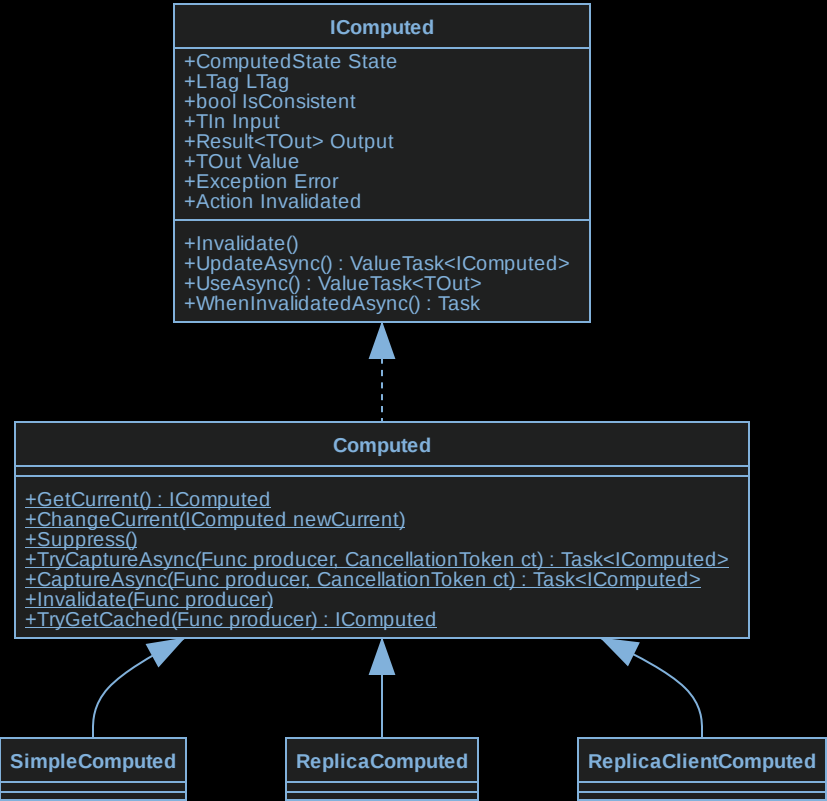 IComputed
+ComputedState State
+LTag LTag
+bool IsConsistent
+TIn Input
+Result<TOut> Output
+TOut Value
+Exception Error
+Action Invalidated
+Invalidate()
+UpdateAsync() : ValueTask<IComputed>
+UseAsync() : ValueTask<TOut>
+WhenInvalidatedAsync() : Task
Computed
+GetCurrent() : IComputed
+ChangeCurrent(IComputed newCurrent)
+Suppress()
+TryCaptureAsync(Func producer, CancellationToken ct) : Task<IComputed>
+CaptureAsync(Func producer, CancellationToken ct) : Task<IComputed>
+Invalidate(Func producer)
+TryGetCached(Func producer) : IComputed
SimpleComputed
ReplicaComputed
ReplicaClientComputed